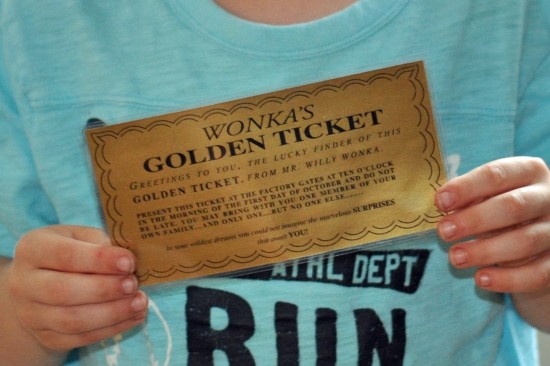 WONKA'S
GOLDEN TICKET
GREETINGS TO YOU, THE LUCKY FINDER OF THIS
GOLDEN TICKET, FROM MR. WILLY WONKA.
PRESENT THIS TICKET AT THE FACTORY GATES AT TEN O'CLOCK
IN THE MORNING OF THE FIRST DAY OF OCTOBER AND DO NOT
BE LATE. YOU MAY BRING WITH YOU ONE MEMBER OF YOUR
OWN FAMILY....AND ONLY ONE....BUT NO ONE ELSE.......
In your wildest dreams you could not imagine the marvelous SURPRISES
that await YOU!
ATHL DEPT
RUN